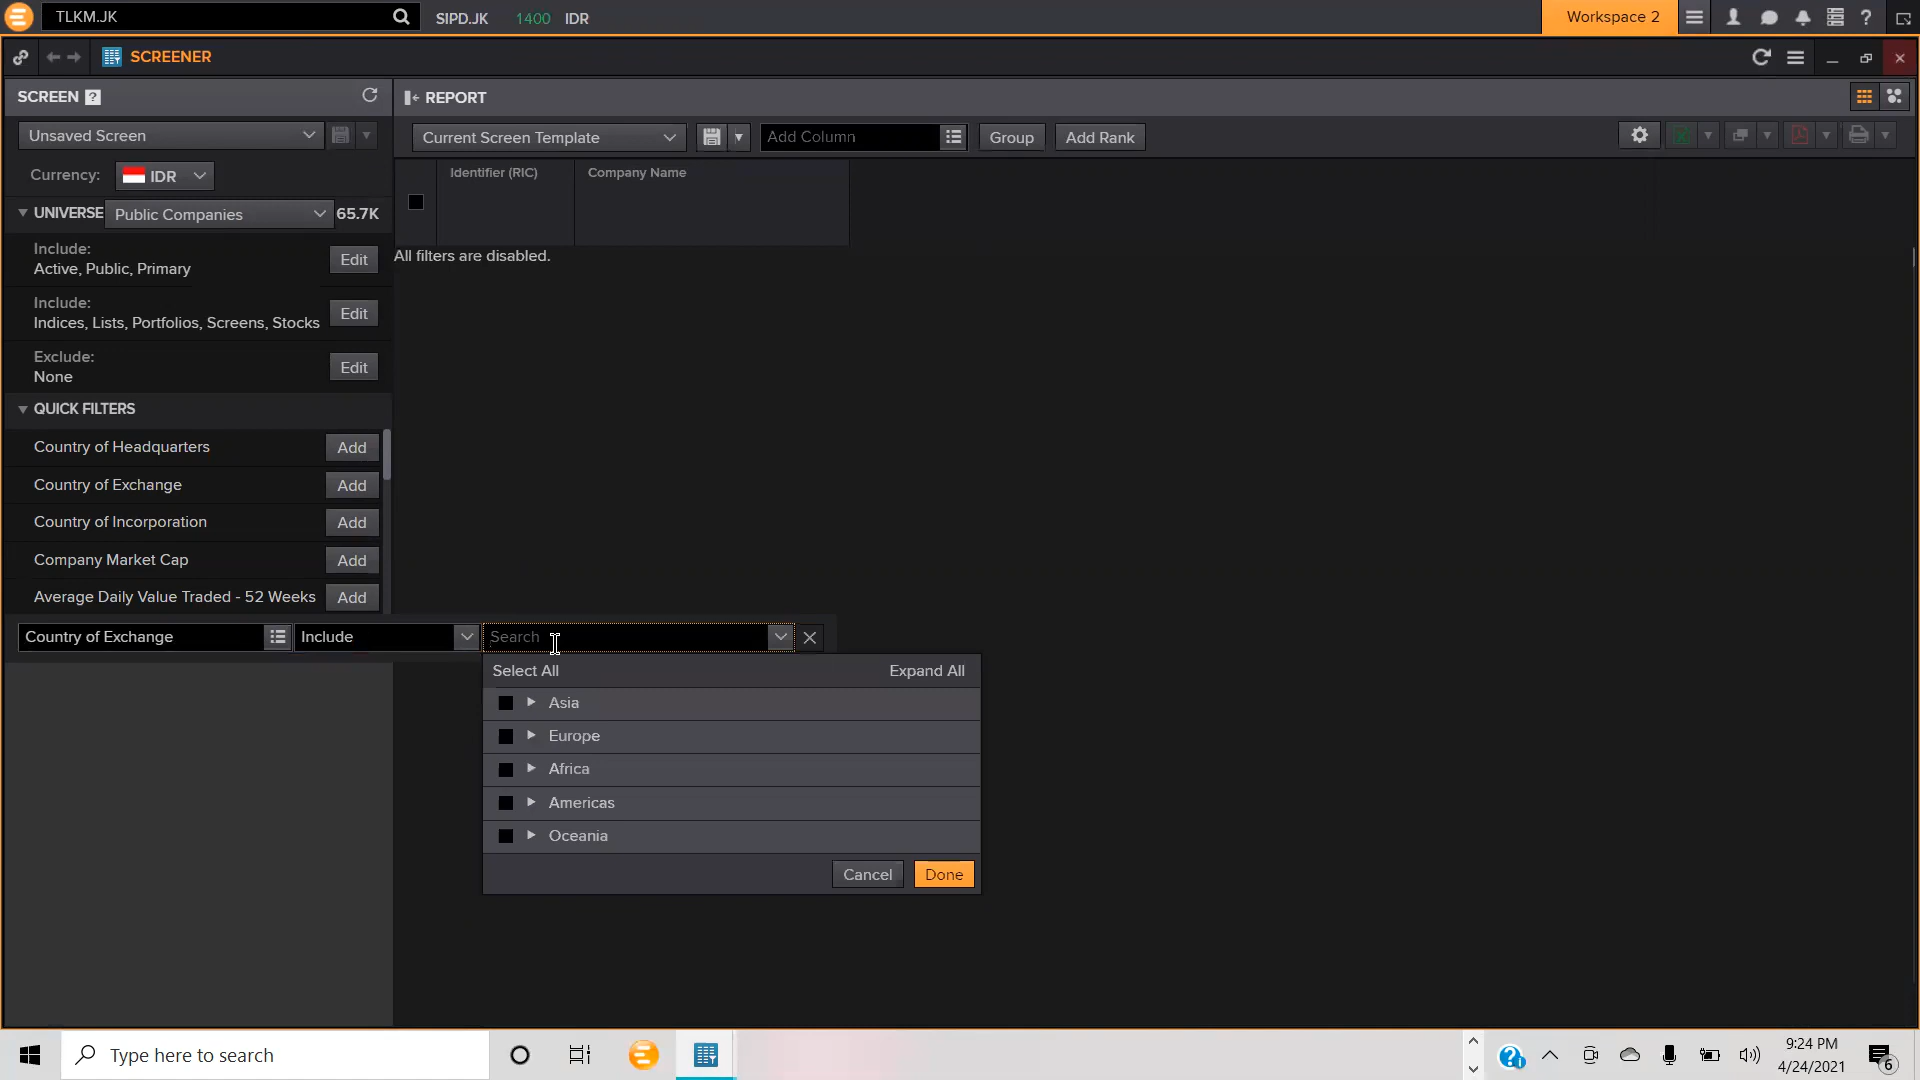 TLKM.JK
SIPD.JK 1400 IDR
Workspace 2
?
SCREENER
SCREEN ?
REPORT
Unsaved Screen
Current Screen Template
Add Column
Group
Add Rank
Currency: IDR
Identifier (RIC)
Company Name
UNIVERSE Public Companies 65.7K
Include:
Active, Public, Primary
Edit
All filters are disabled.
Include:
Indices, Lists, Portfolios, Screens, Stocks
Edit
Exclude:
None
Edit
QUICK FILTERS
Country of Headquarters Add
Country of Exchange Add
Country of Incorporation Add
Company Market Cap Add
Average Daily Value Traded - 52 Weeks Add
Country of Exchange Include Search
Select All Expand All
Asia
Europe
Africa
Americas
Oceania
Cancel Done
Type here to search
9:24 PM
4/24/2021
6